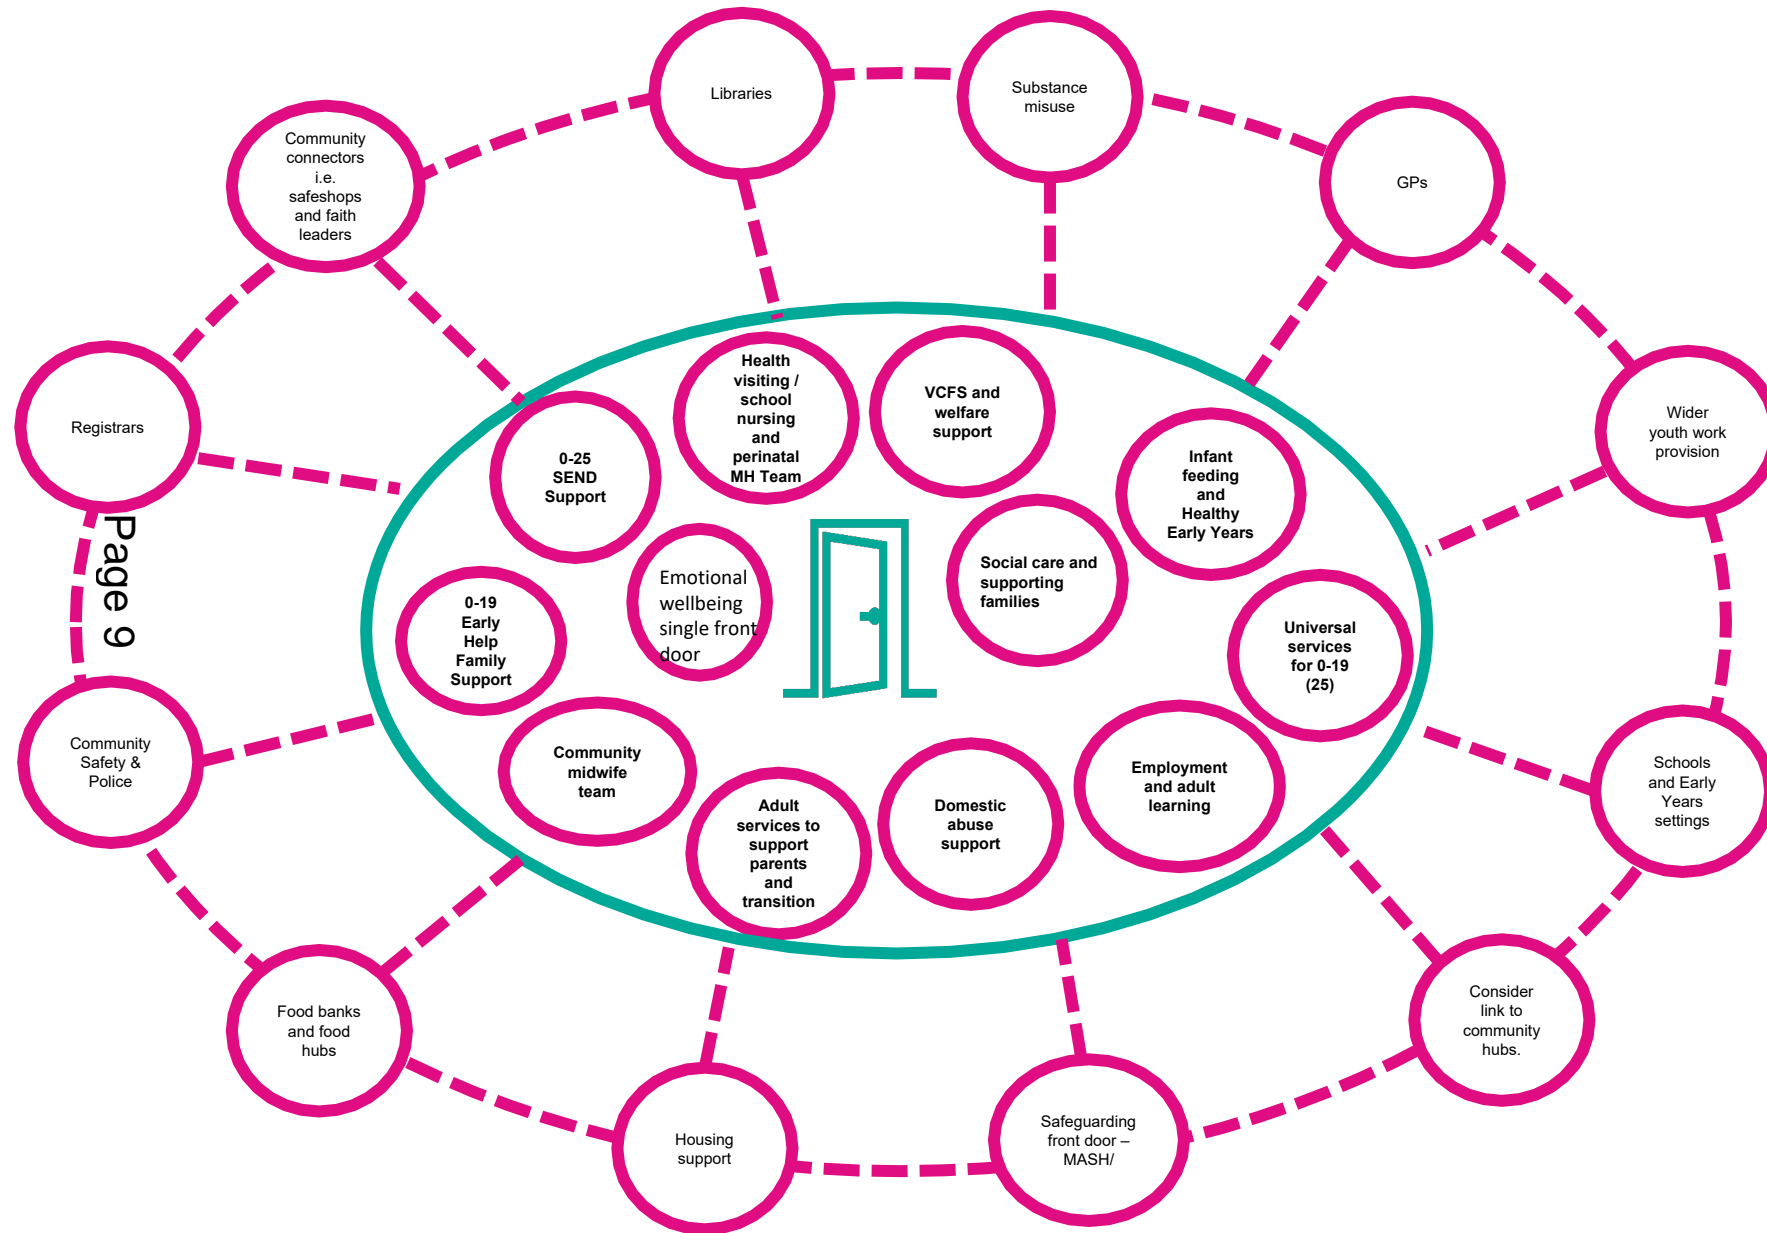 Libraries
Substance
misuse
Community
connectors
i.e.
safeshops
and faith
leaders
GPs
Registrars
Wider
youth work
provision
Health
visiting /
school
nursing
and
perinatal
MH Team
VCFS and
welfare
support
0-25
SEND
Support
Infant
feeding
and
Healthy
Early Years
Emotional
wellbeing
single front
door
Social care and
supporting
families
0-19
Early
Help
Family
Support
Universal
services
for 0-19
(25)
Page 9
Community
Safety &
Police
Community
midwife
team
Adult
services to
support
parents
and
transition
Domestic
abuse
support
Employment
and adult
learning
Schools
and Early
Years
settings
Food banks
and food
hubs
Consider
link to
community
hubs.
Housing
support
Safeguarding
front door –
MASH/